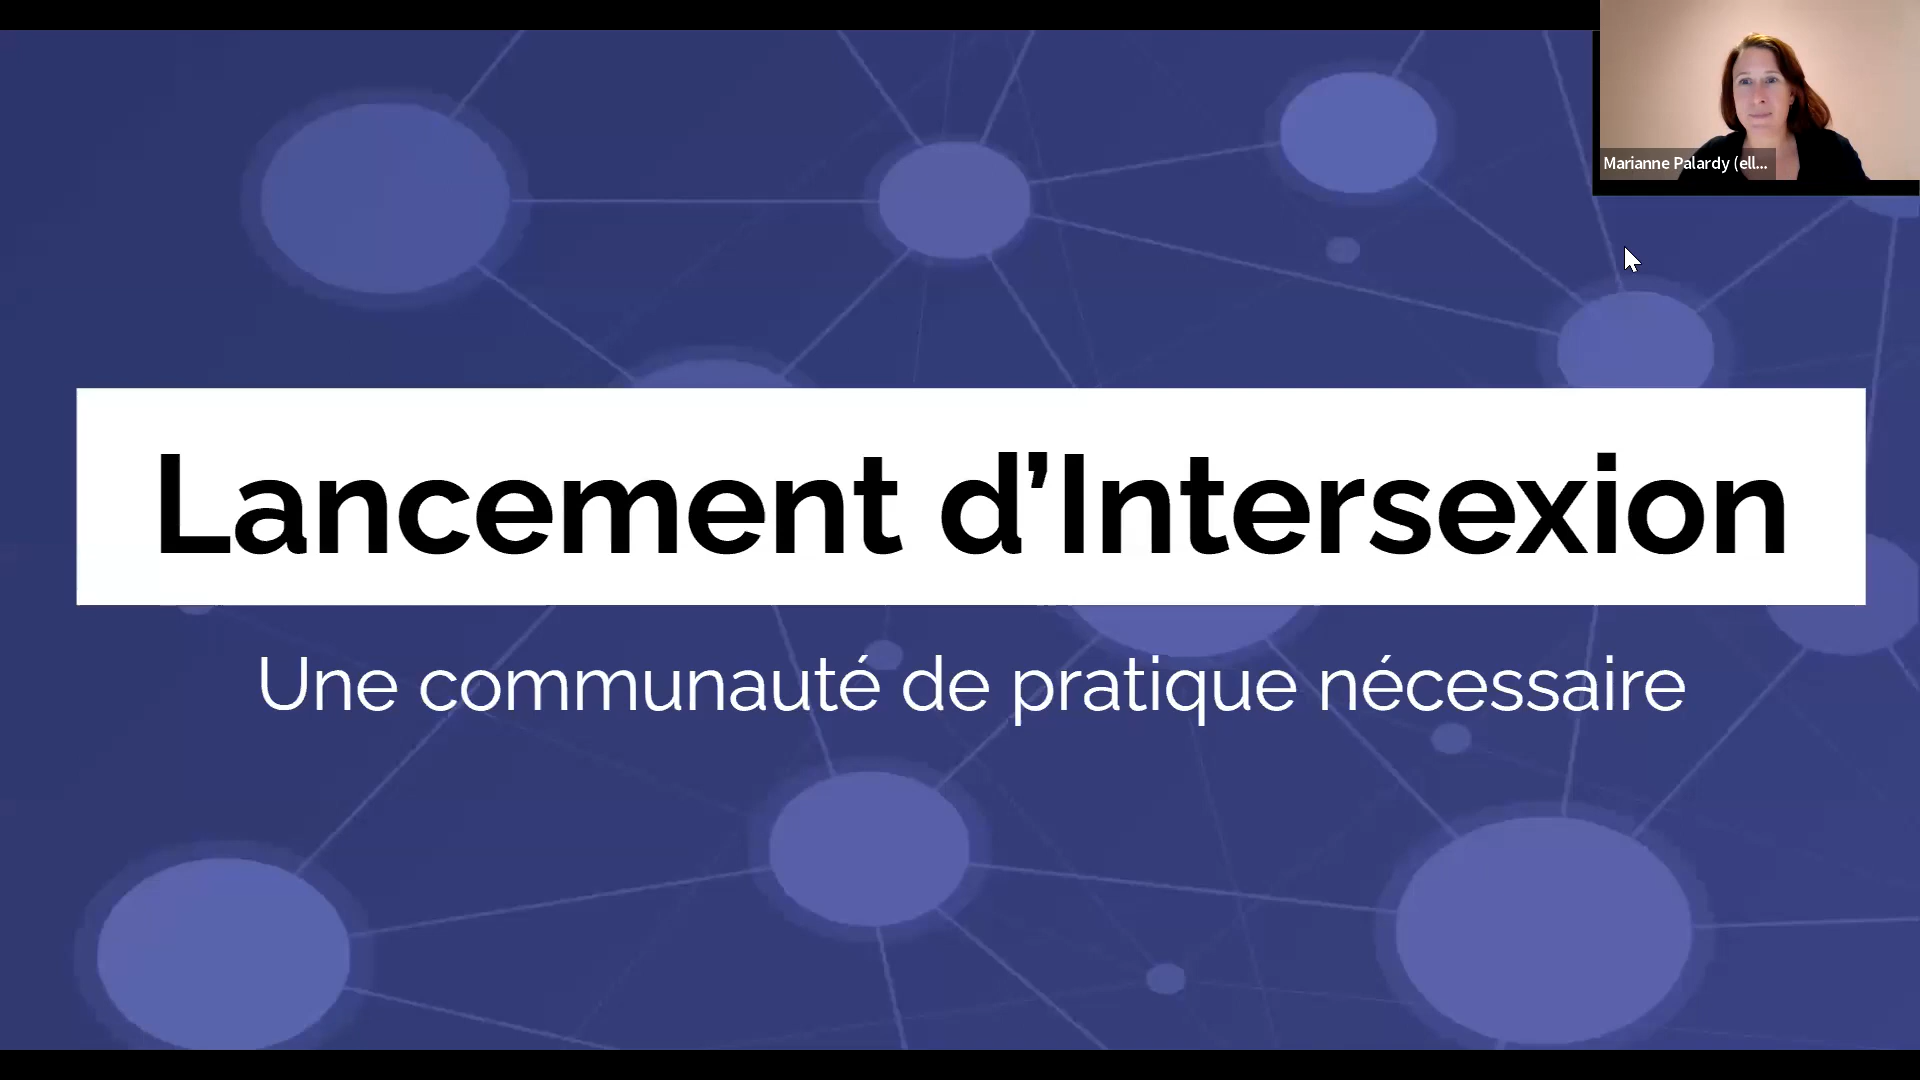 Marianne Palardy (ell...
Lancement d’Intersexion
Une communauté de pratique nécessaire